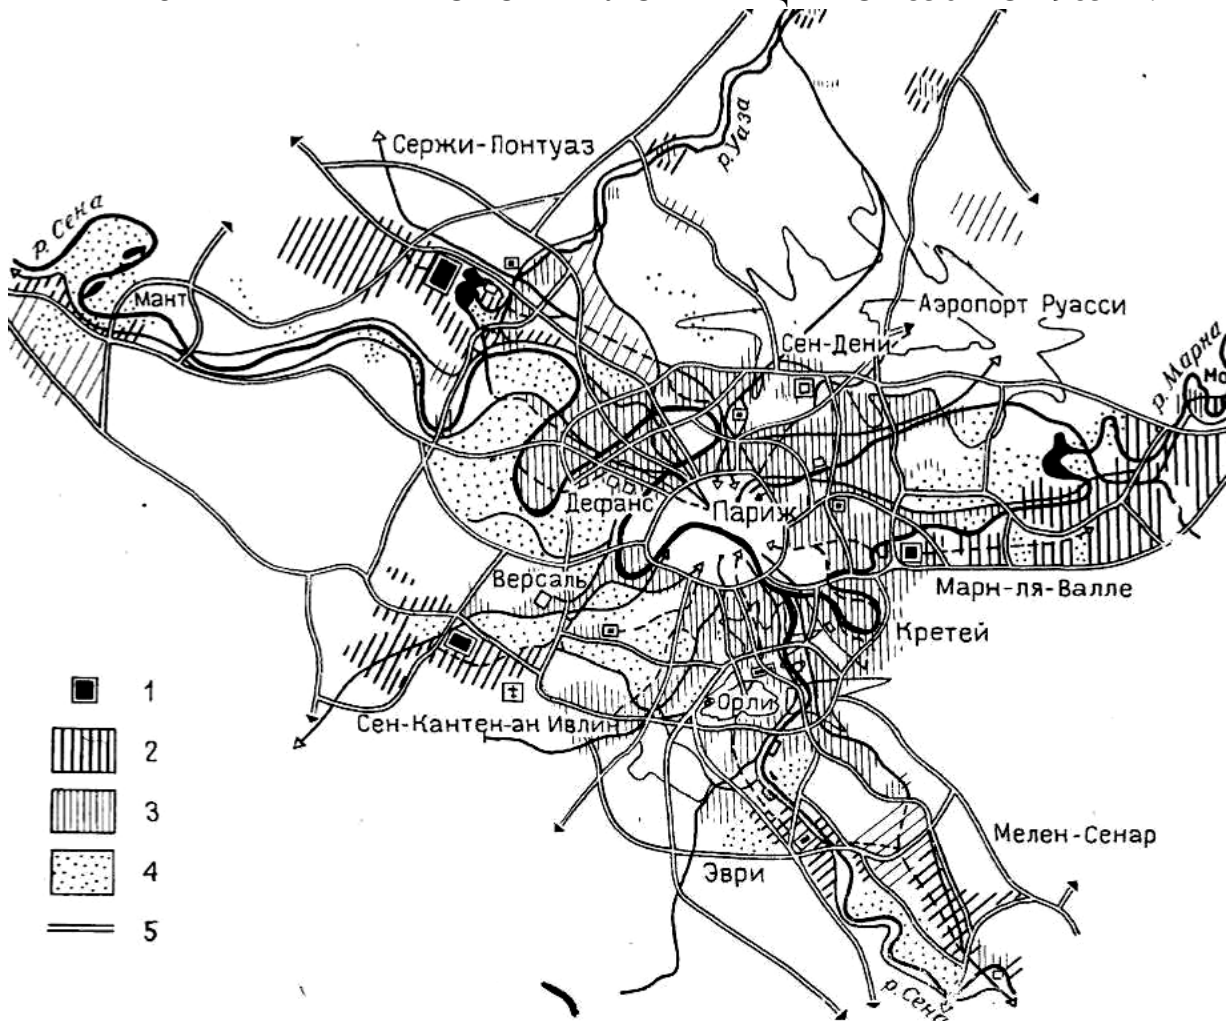 Сержи-Понтуаз
р. Уаза
р. Сена
Мант
Аэропорт Руасси
Сен-Дени
р. Марна
Мо
Дефанс
Париж
Версаль
Марн-ля-Валле
Кретей
Орли
Сен-Кантен-ан Ивлин
Мелен-Сенар
Эври
р. Сена
1
2
3
4
5